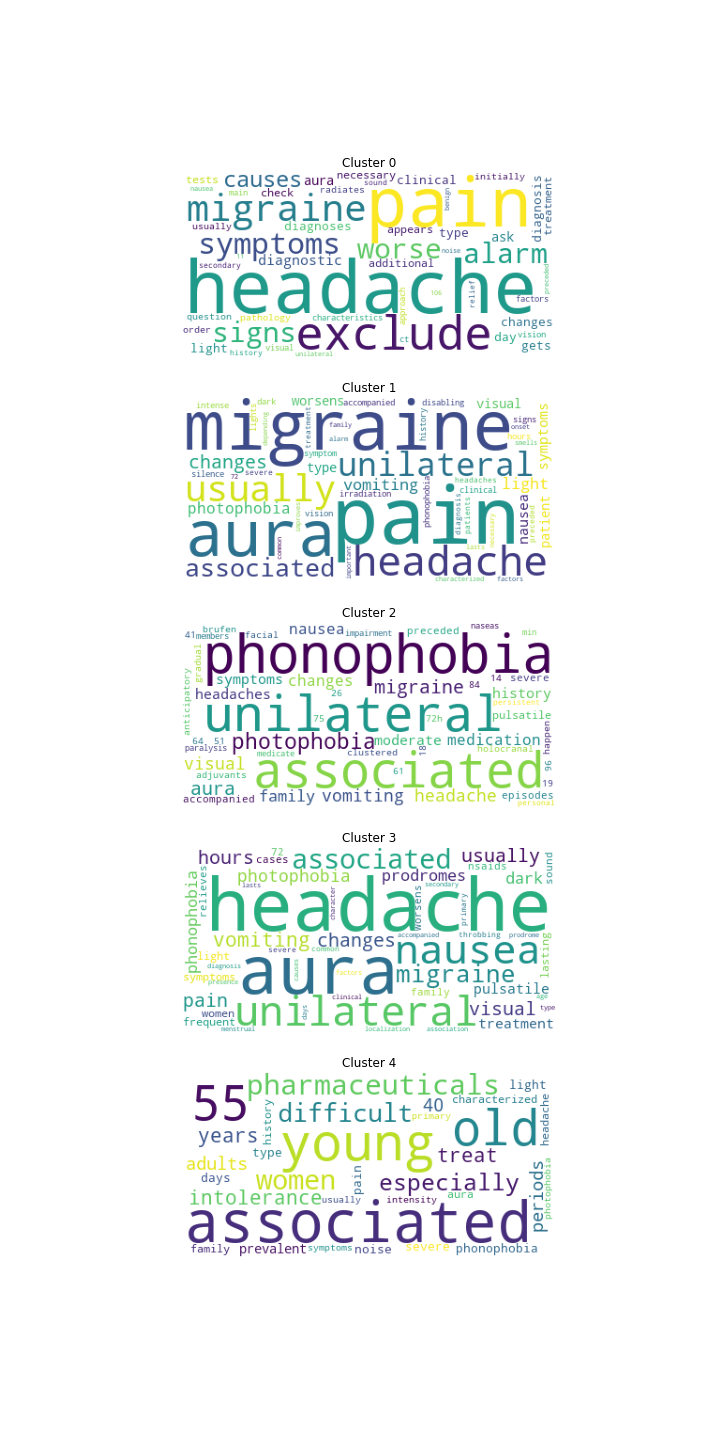 Cluster 0
tests causes aura necessary sound clinical initially
nausea main check radiates benign diagnosis treatment
migraine pain
usually diagnoses appears type ask
symptoms worse noise alarm
secondary 11 diagnostic additional
headache relief preceded
approach 106 factors
question pathology characteristics changes
order signs exclude day vision
light history visual unilateral ct gets
Cluster 1
intense dark worsens accompanied disabling visual signs
lights depending treatment family history onset symptoms
migraine alarm hours smells
changes symptom unilateral
silence 72 severe type vomiting headaches light
usually irradiation phonophobia clinical nausea patient
photophobia vision improves diagnosis patients preceded
aura pain necessary
common important headache lasts
associated characterized factors
Cluster 2
brufen nausea preceded naseas
41 members facial impairment min
gradual phonophobia
symptoms changes migraine 84 14 severe
headaches 26 history
anticipatory unilateral persistent
75 72h pulsatile
64 51 photophobia moderate 18 medication happen
paralysis clustered holocranal
visual medicate associated 96
adjuvants 61 19
aura family vomiting headache episodes
accompanied personal
Cluster 3
72 associated usually
hours cases nsaids sound
photophobia prodromes dark
relieves lasts secondary
phonophobia headache character worsens primary
vomiting changes accompanied throbbing prodrome
severe common nausea lasting
light diagnosis aura causes migraine
symptoms presence factors family pulsatile age
pain clinical visual type
women unilateral
frequent days treatment
menstrual localization association
Cluster 4
55 pharmaceuticals light
difficult 40 characterized
history primary old headache
years young
type treat
adults women pain especially
days periods photophobia
intolerance usually intensity aura
associated
family prevalent symptoms noise severe phonophobia